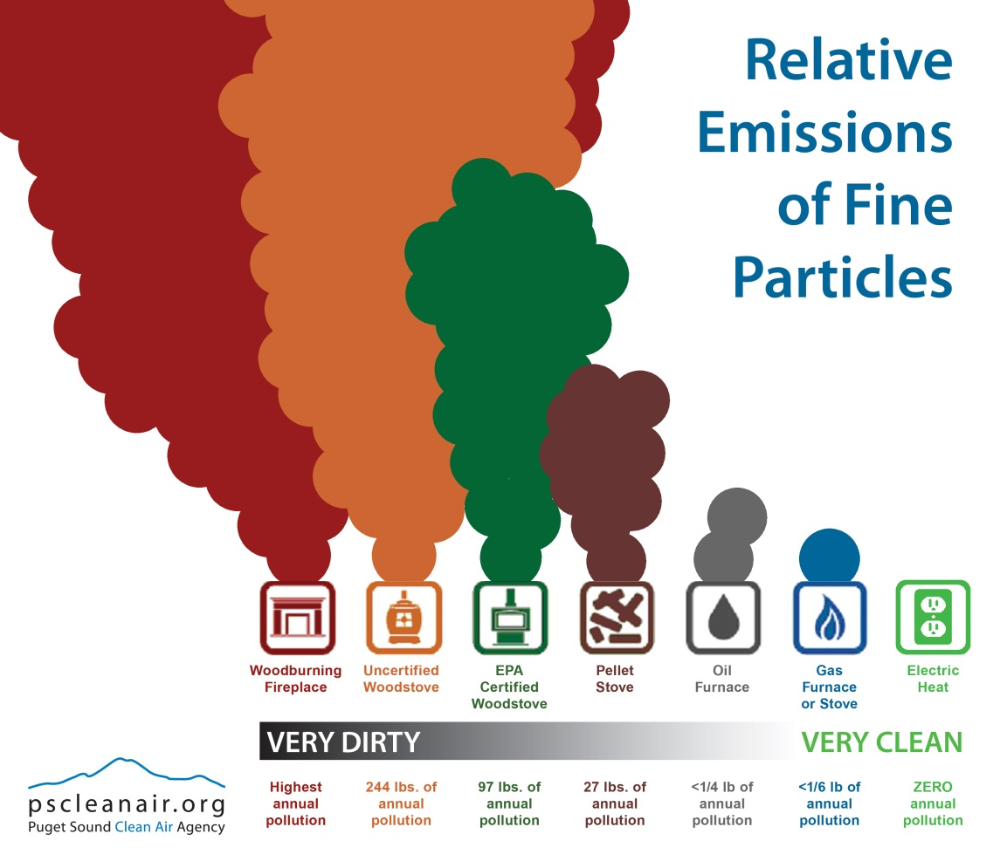 Relative
Emissions
of Fine
Particles
Woodburning
Fireplace
Uncertified
Woodstove
EPA
Certified
Woodstove
Pellet
Stove
Oil
Furnace
Gas
Furnace
or Stove
Electric
Heat
VERY DIRTY
VERY CLEAN
Highest
annual
pollution
244 lbs. of
annual
pollution
97 lbs. of
annual
pollution
27 lbs. of
annual
pollution
<1/4 lb of
annual
pollution
<1/6 lb of
annual
pollution
ZERO
annual
pollution
pscleanair.org
Puget Sound Clean Air Agency